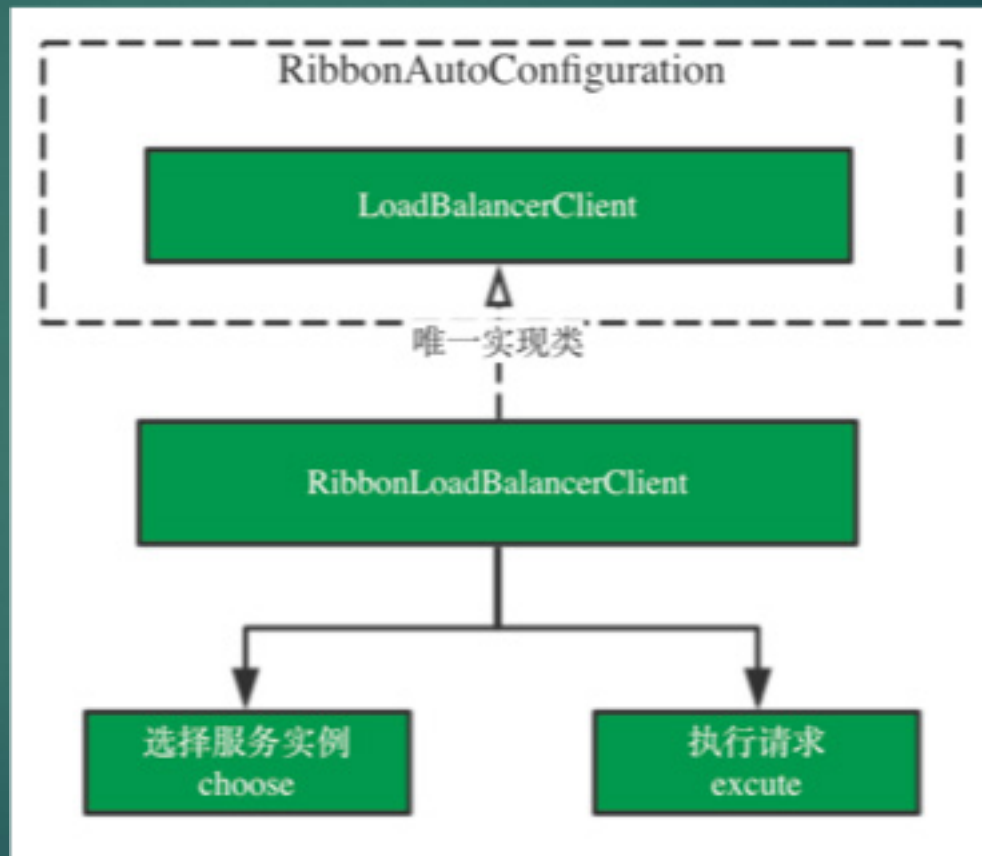 RibbonAutoConfiguration
LoadBalancerClient
唯一实现类
RibbonLoadBalancerClient
选择服务实例
choose
执行请求
excute